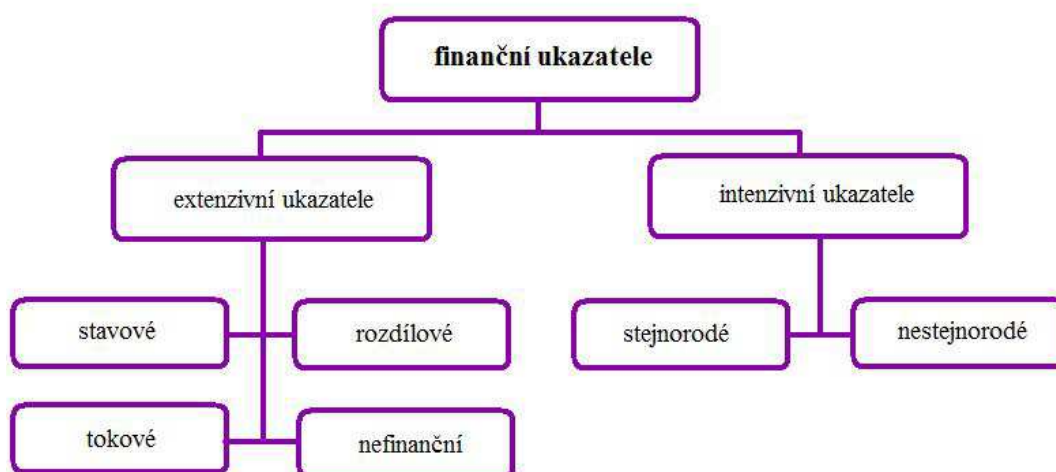 finanční ukazatele
extenzivní ukazatele
intenzivní ukazatele
stavové
rozdílové
stejnorodé
nestejnorodé
tokové
nefinanční